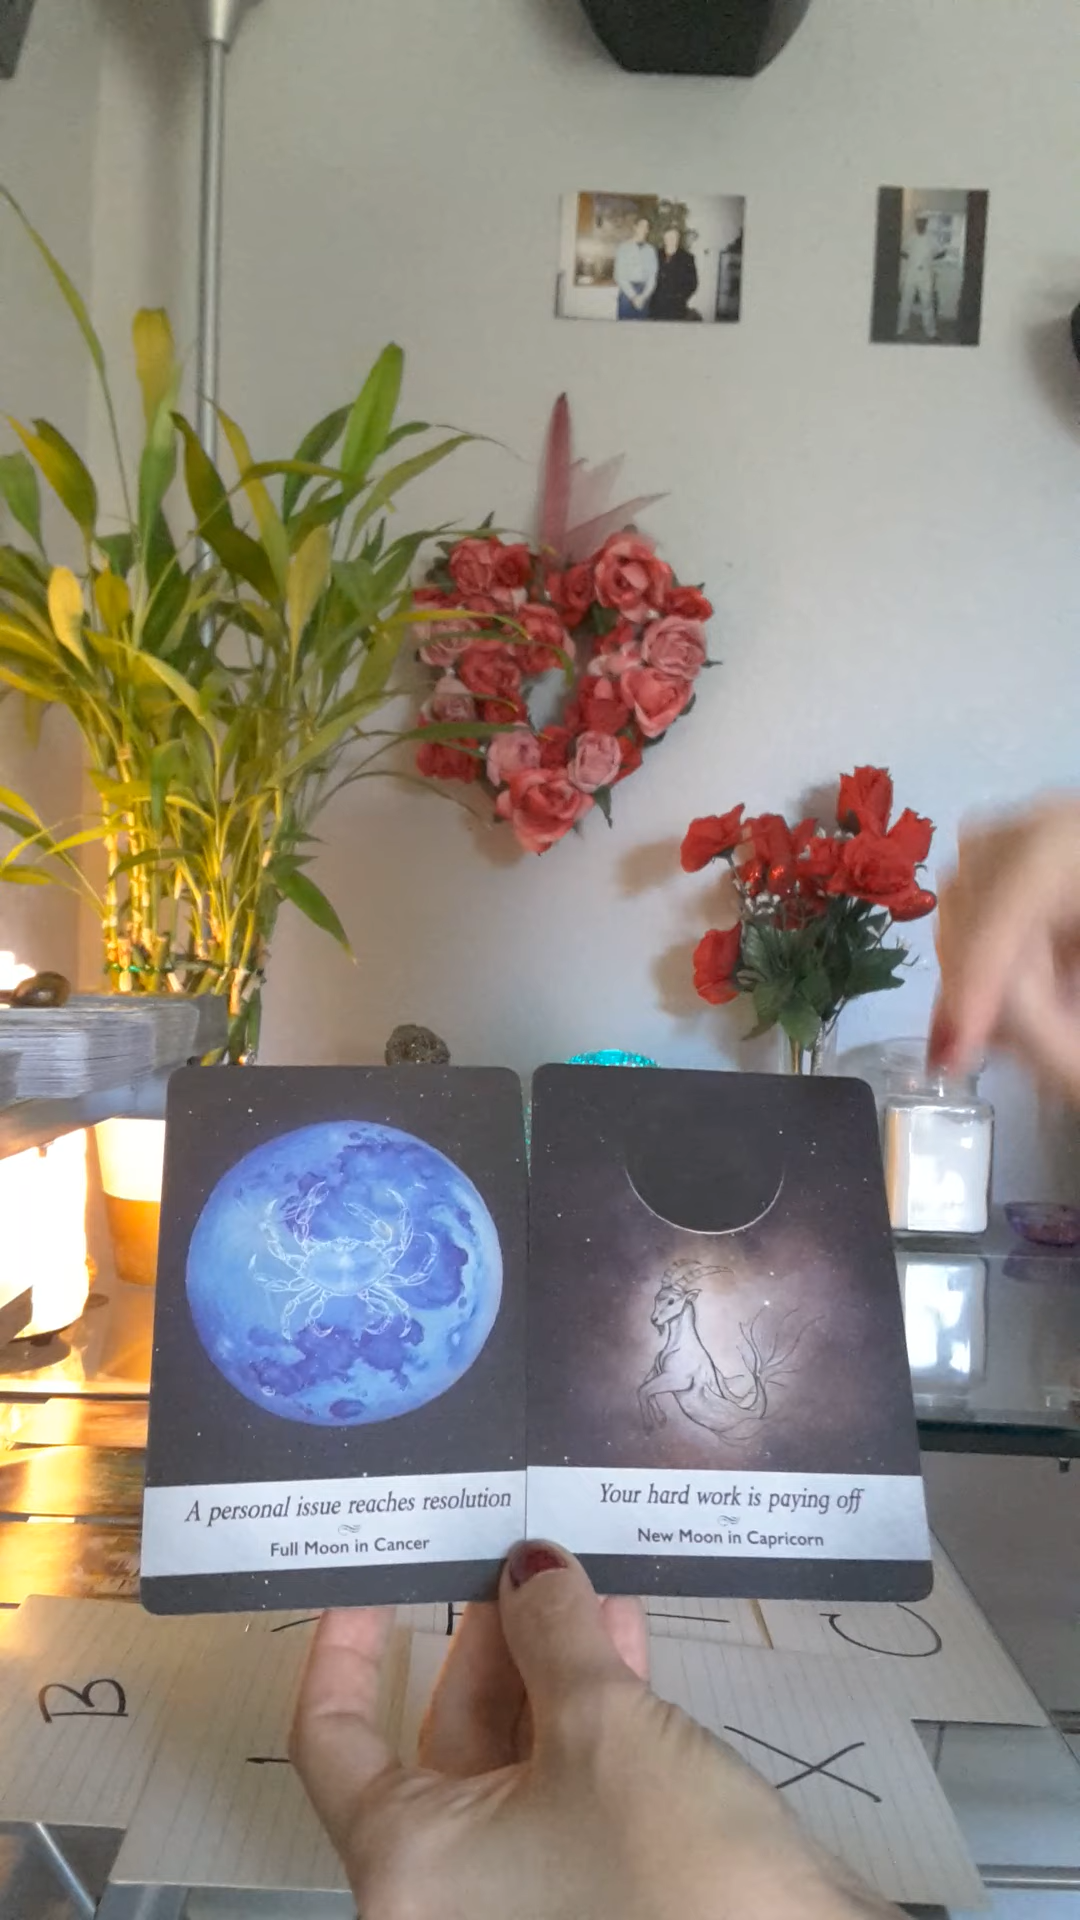 A personal issue reaches resolution
Full Moon in Cancer
Your hard work is paying off
New Moon in Capricorn
B
X
C